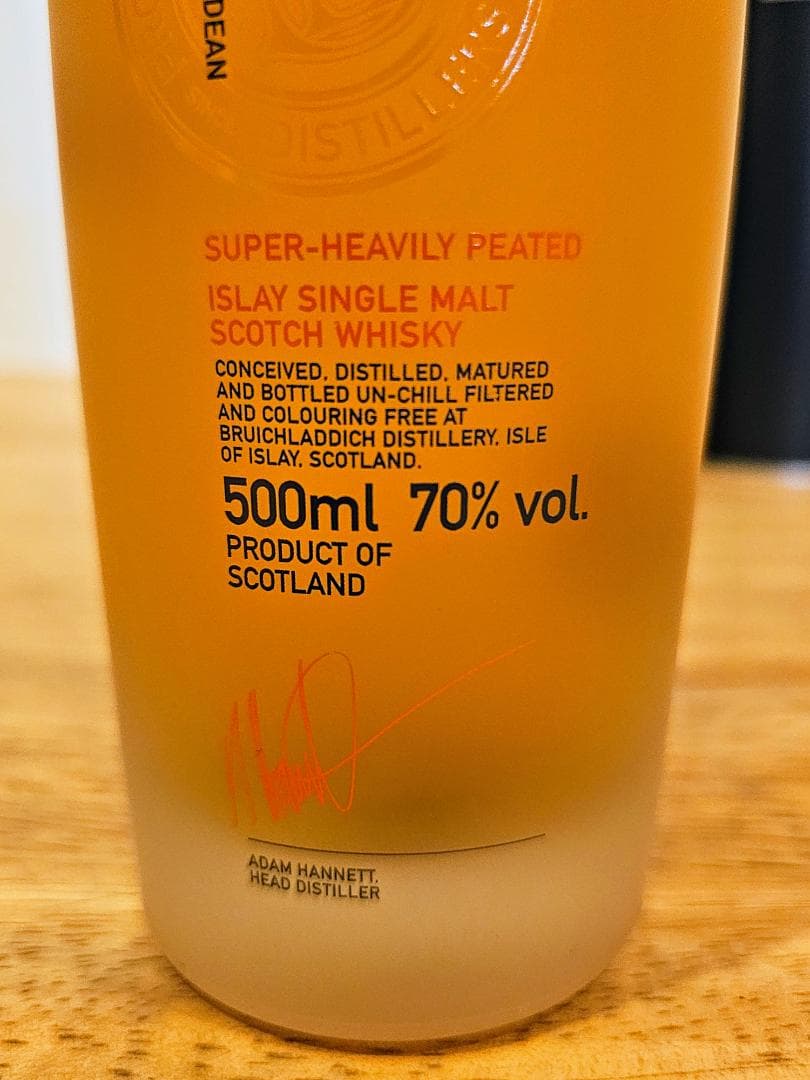 DEAN
DISTILLERS
SUPER-HEAVILY PEATED
ISLAY SINGLE MALT
SCOTCH WHISKY
CONCEIVED, DISTILLED, MATURED
AND BOTTLED UN-CHILL FILTERED
AND COLOURING FREE AT
BRUICHLADDICH DISTILLERY, ISLE
OF ISLAY, SCOTLAND.
500ml 70% vol.
PRODUCT OF
SCOTLAND
ADAM HANNETT,
HEAD DISTILLER